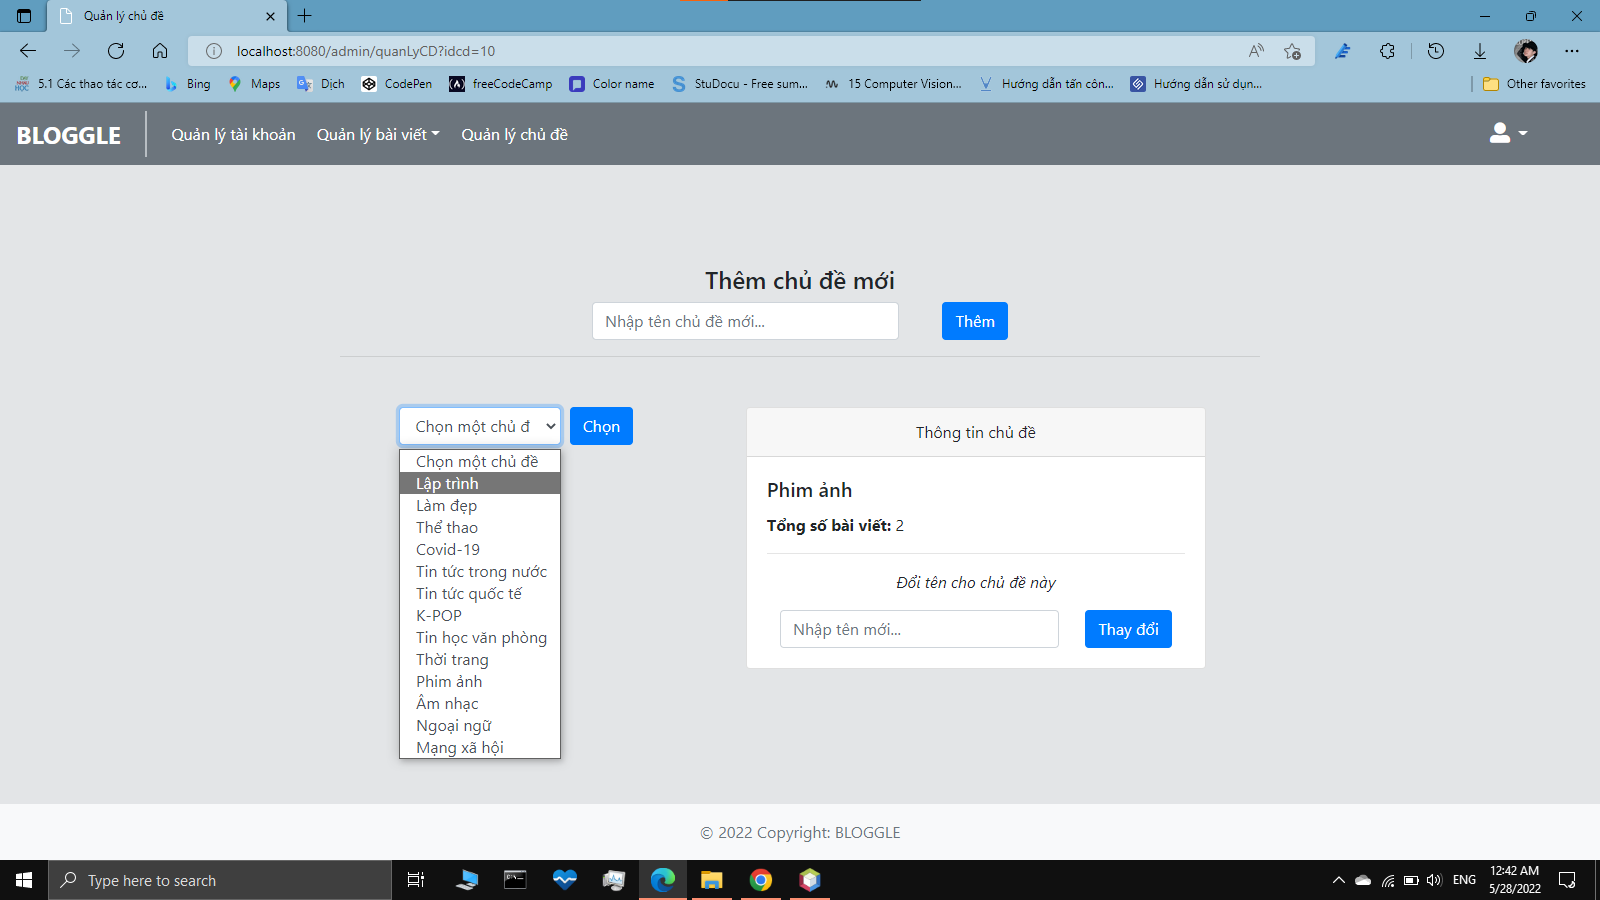 Quản lý chủ đề
localhost:8080/admin/quanLyCD?idcd=10
5.1 Các thao tác cơ...
Bing
Maps
Dịch
CodePen
freeCodeCamp
Color name
StuDocu - Free sum...
15 Computer Vision...
Hướng dẫn tấn côn...
Hướng dẫn sử dụn...
Other favorites
BLOGGLE
Quản lý tài khoản
Quản lý bài viết
Quản lý chủ đề
Thêm chủ đề mới
Nhập tên chủ đề mới...
Thêm
Chọn một chủ đ
Chọn
Chọn một chủ đề
Lập trình
Làm đẹp
Thể thao
Covid-19
Tin tức trong nước
Tin tức quốc tế
K-POP
Tin học văn phòng
Thời trang
Phim ảnh
Âm nhạc
Ngoại ngữ
Mạng xã hội
Thông tin chủ đề
Phim ảnh
Tổng số bài viết: 2
Đổi tên cho chủ đề này
Nhập tên mới...
Thay đổi
© 2022 Copyright: BLOGGLE
Type here to search
ENG
12:42 AM
5/28/2022